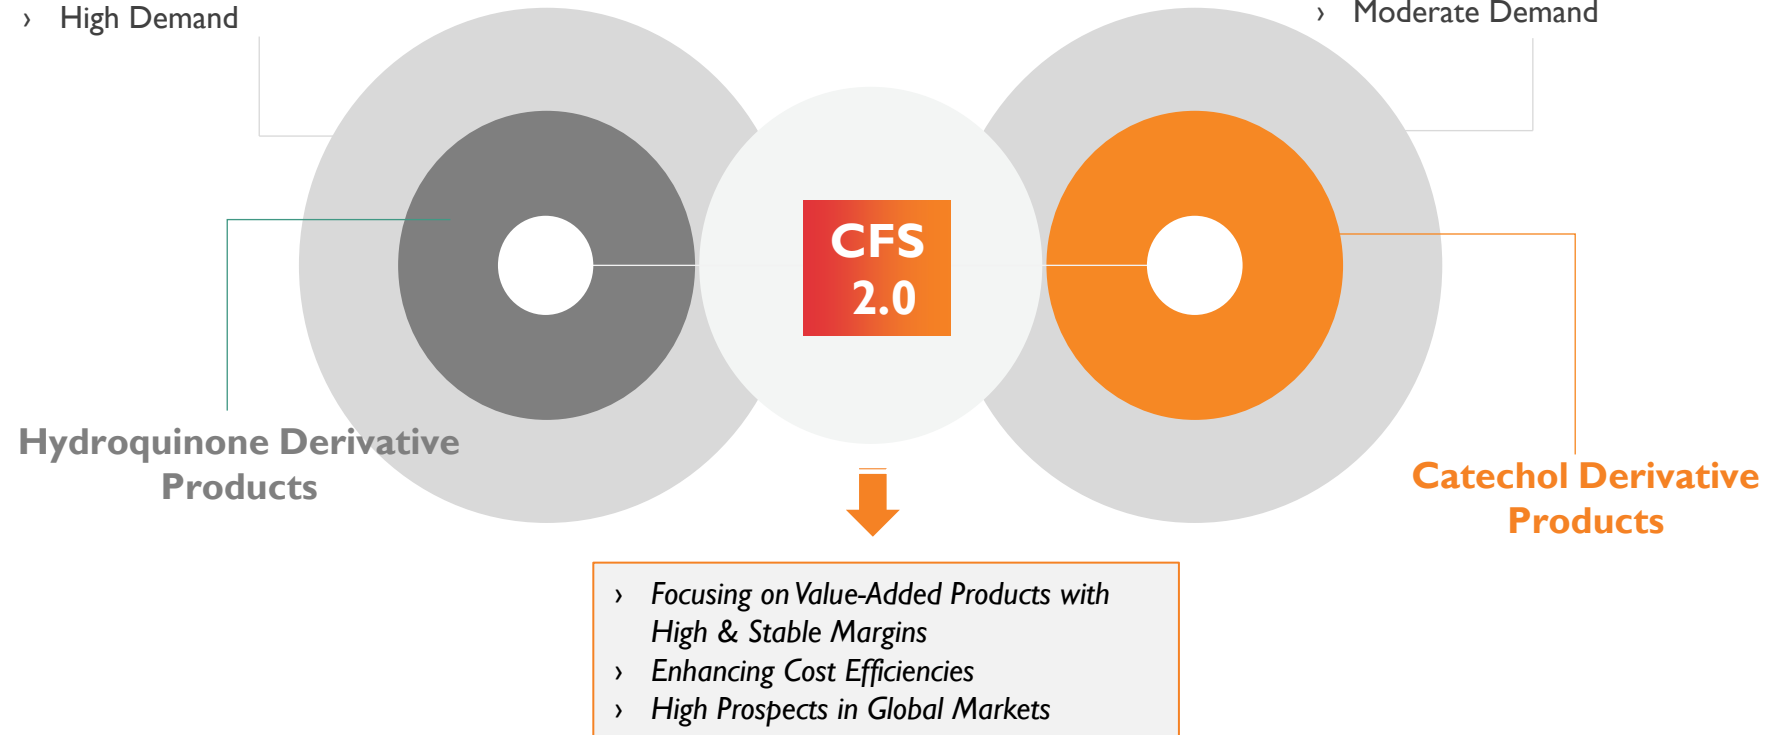 › High Demand
› Moderate Demand
CFS
2.0
Hydroquinone Derivative
Products
Catechol Derivative
Products
› Focusing on Value-Added Products with
High & Stable Margins
› Enhancing Cost Efficiencies
› High Prospects in Global Markets